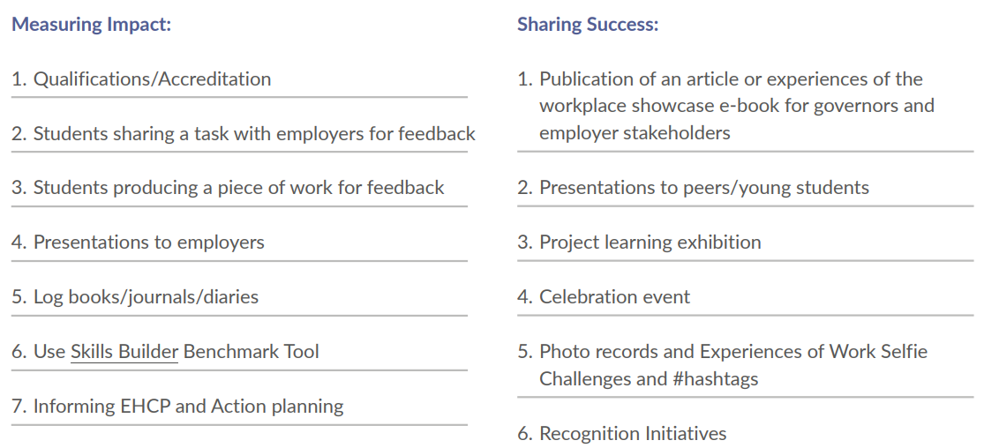 Measuring Impact:
1. Qualifications/Accreditation
2. Students sharing a task with employers for feedback
3. Students producing a piece of work for feedback
4. Presentations to employers
5. Log books/journals/diaries
6. Use Skills Builder Benchmark Tool
7. Informing EHCP and Action planning
Sharing Success:
1. Publication of an article or experiences of the
workplace showcase e-book for governors and
employer stakeholders
2. Presentations to peers/young students
3. Project learning exhibition
4. Celebration event
5. Photo records and Experiences of Work Selfie
Challenges and #hashtags
6. Recognition Initiatives